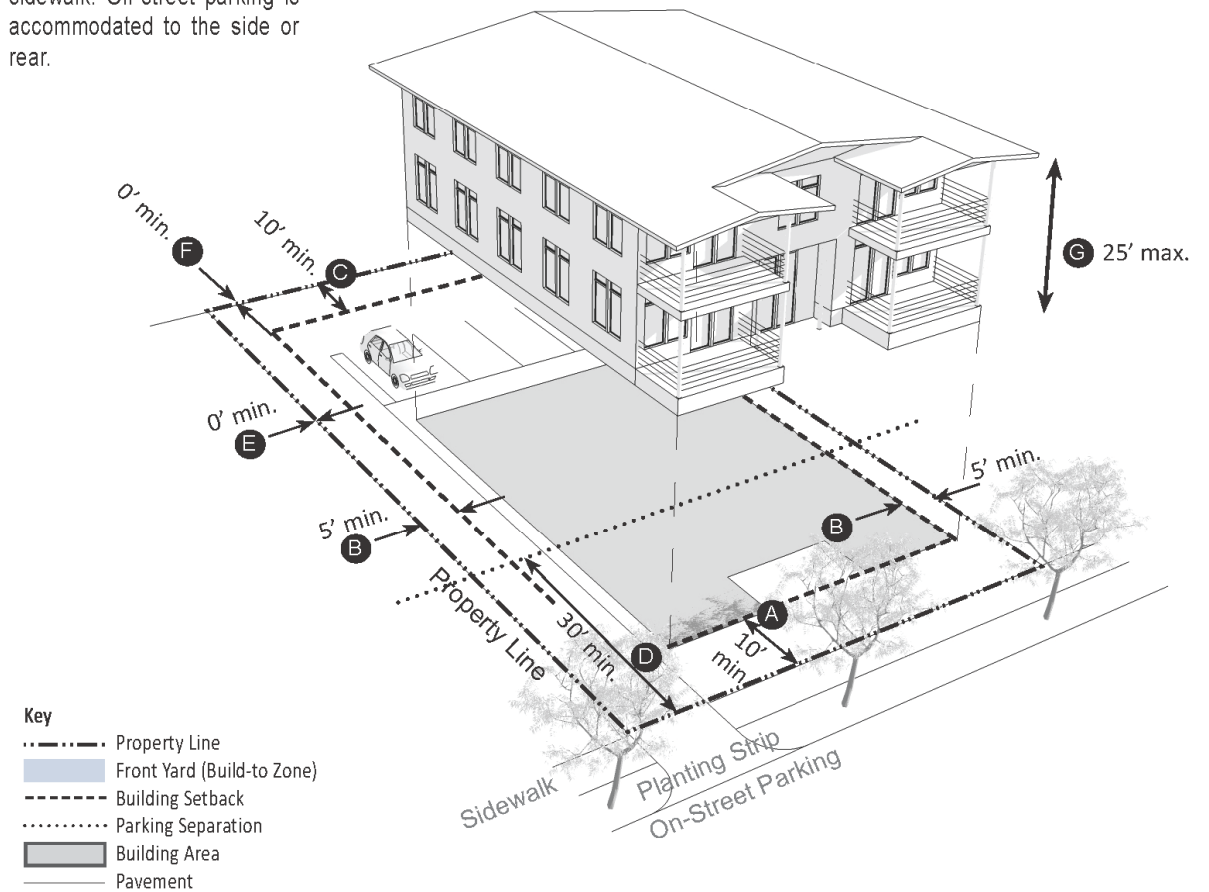 sidewalk. On-street parking is
accommodated to the side or
rear.
0' min.
F
10' min.
C
G 25' max.
0' min.
E
5' min.
B
5' min.
B
Property Line
30' min.
D
A
10'
min.
Sidewalk
Planting Strip
On-Street Parking
Key
Property Line
Front Yard (Build-to Zone)
Building Setback
Parking Separation
Building Area
Pavement